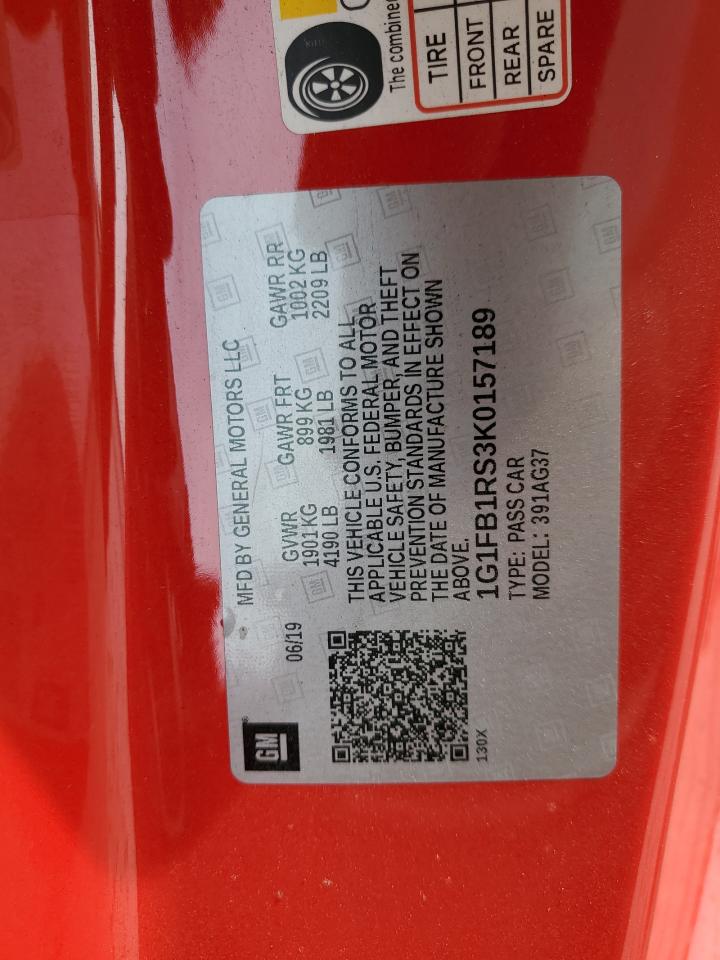 GM
MFD BY GENERAL MOTORS LLC
06/19
GVWR
1901 KG
4190 LB
GAWR FRT
899 KG
1981 LB
GAWR RR
1002 KG
2209 LB
THIS VEHICLE CONFORMS TO ALL
APPLICABLE U.S. FEDERAL MOTOR
VEHICLE SAFETY, BUMPER, AND THEFT
PREVENTION STANDARDS IN EFFECT ON
THE DATE OF MANUFACTURE SHOWN
ABOVE.
1G1FB1RS3K0157189
TYPE: PASS CAR
MODEL: 391AG37
130X
The combined
TIRE
FRONT
REAR
SPARE